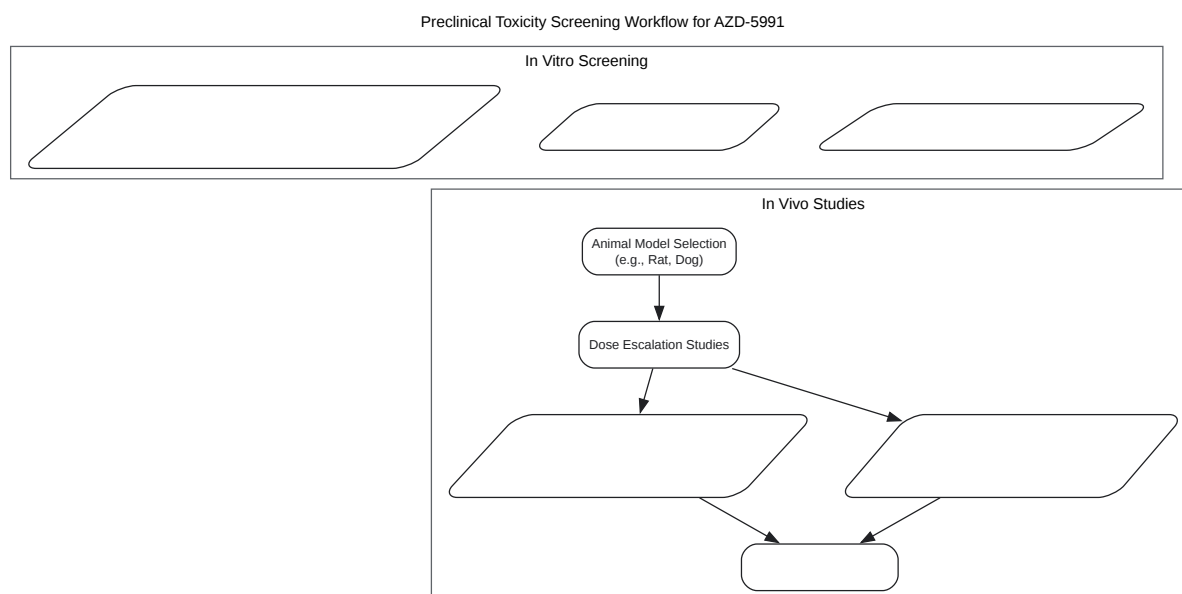 Preclinical Toxicity Screening Workflow for AZD-5991
In Vitro Screening
In Vivo Studies
Animal Model Selection
(e.g., Rat, Dog)
Dose Escalation Studies